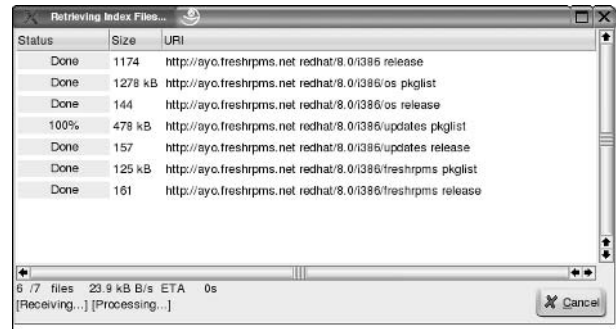 Retrieving Index Files...
Status Size URI
Done 1174 http://ayo.freshrpms.net redhat/8.0/i386 release
Done 1278 kB http://ayo.freshrpms.net redhat/8.0/i386/os pkglist
Done 144 http://ayo.freshrpms.net redhat/8.0/i386/os release
100% 478 kB http://ayo.freshrpms.net redhat/8.0/i386/updates pkglist
Done 157 http://ayo.freshrpms.net redhat/8.0/i386/updates release
Done 125 kB http://ayo.freshrpms.net redhat/8.0/i386/freshrpms pkglist
Done 161 http://ayo.freshrpms.net redhat/8.0/i386/freshrpms release
6 /7 files 23.9 kB B/s ETA 0s
[Receiving...] [Processing...]
Cancel